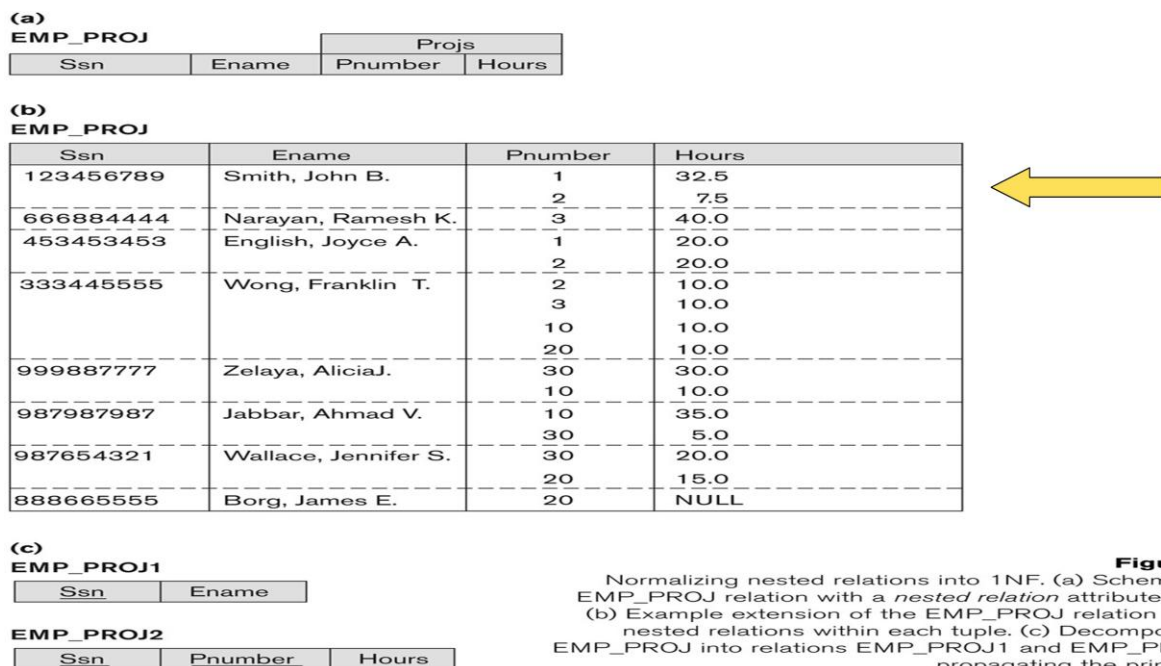 (a)
EMP_PROJ
Projs
Ssn Ename Pnumber Hours
(b)
EMP_PROJ
Ssn Ename Pnumber Hours
123456789 Smith, John B. 1 32.5
2 7.5
666884444 Narayan, Ramesh K. 3 40.0
453453453 English, Joyce A. 1 20.0
2 20.0
333445555 Wong, Franklin T. 2 10.0
3 10.0
10 10.0
20 10.0
999887777 Zelaya, AliciaJ. 30 30.0
10 10.0
987987987 Jabbar, Ahmad V. 10 35.0
30 5.0
987654321 Wallace, Jennifer S. 30 20.0
20 15.0
888665555 Borg, James E. 20 NULL
(c)
EMP_PROJ1
Ssn Ename
EMP_PROJ2
Ssn Pnumber Hours
Normalizing nested relations into 1NF. (a)
EMP_PROJ relation with a nested relation attribute
(b) Example extension of the EMP_PROJ relation
nested relations within each tuple. (c)
EMP_PROJ into relations EMP_PROJ1 and
propagating the